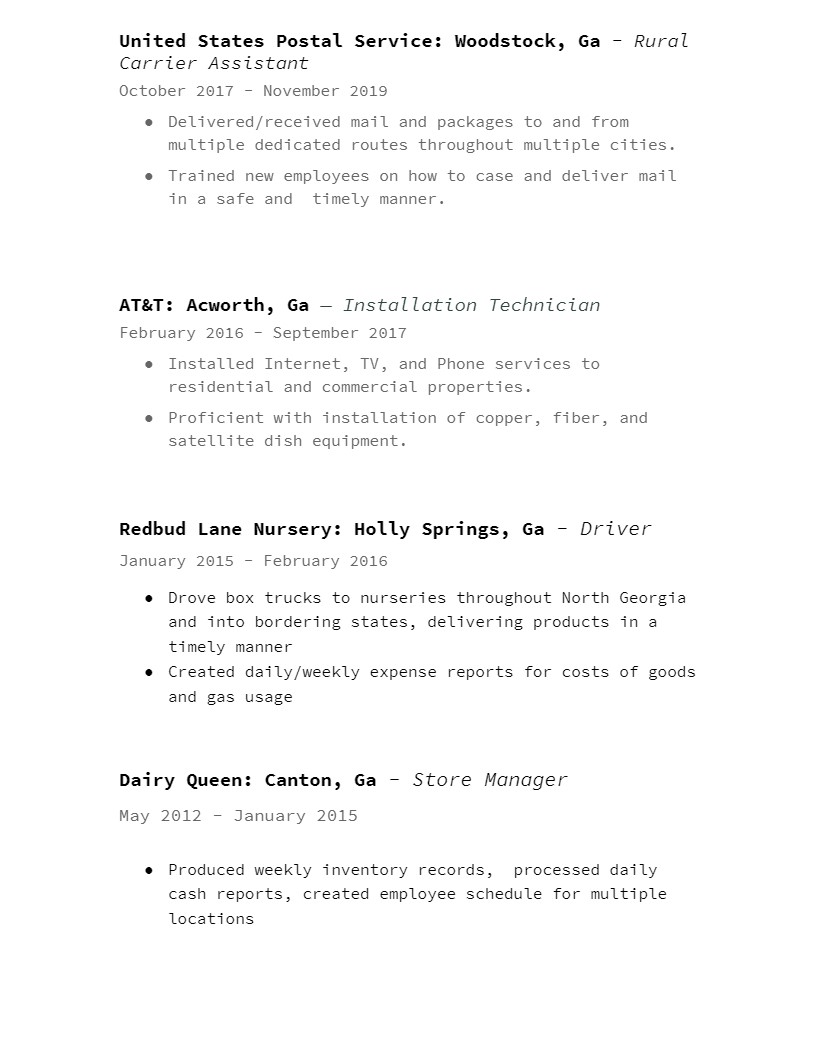 United States Postal Service: Woodstock, Ga - Rural
Carrier Assistant
October 2017 - November 2019
● Delivered/received mail and packages to and from
multiple dedicated routes throughout multiple cities.
● Trained new employees on how to case and deliver mail
in a safe and  timely manner.
AT&T: Acworth, Ga — Installation Technician
February 2016 - September 2017
● Installed Internet, TV, and Phone services to
residential and commercial properties.
● Proficient with installation of copper, fiber, and
satellite dish equipment.
Redbud Lane Nursery: Holly Springs, Ga - Driver
January 2015 - February 2016
● Drove box trucks to nurseries throughout North Georgia
and into bordering states, delivering products in a
timely manner
● Created daily/weekly expense reports for costs of goods
and gas usage
Dairy Queen: Canton, Ga - Store Manager
May 2012 - January 2015
● Produced weekly inventory records,  processed daily
cash reports, created employee schedule for multiple
locations